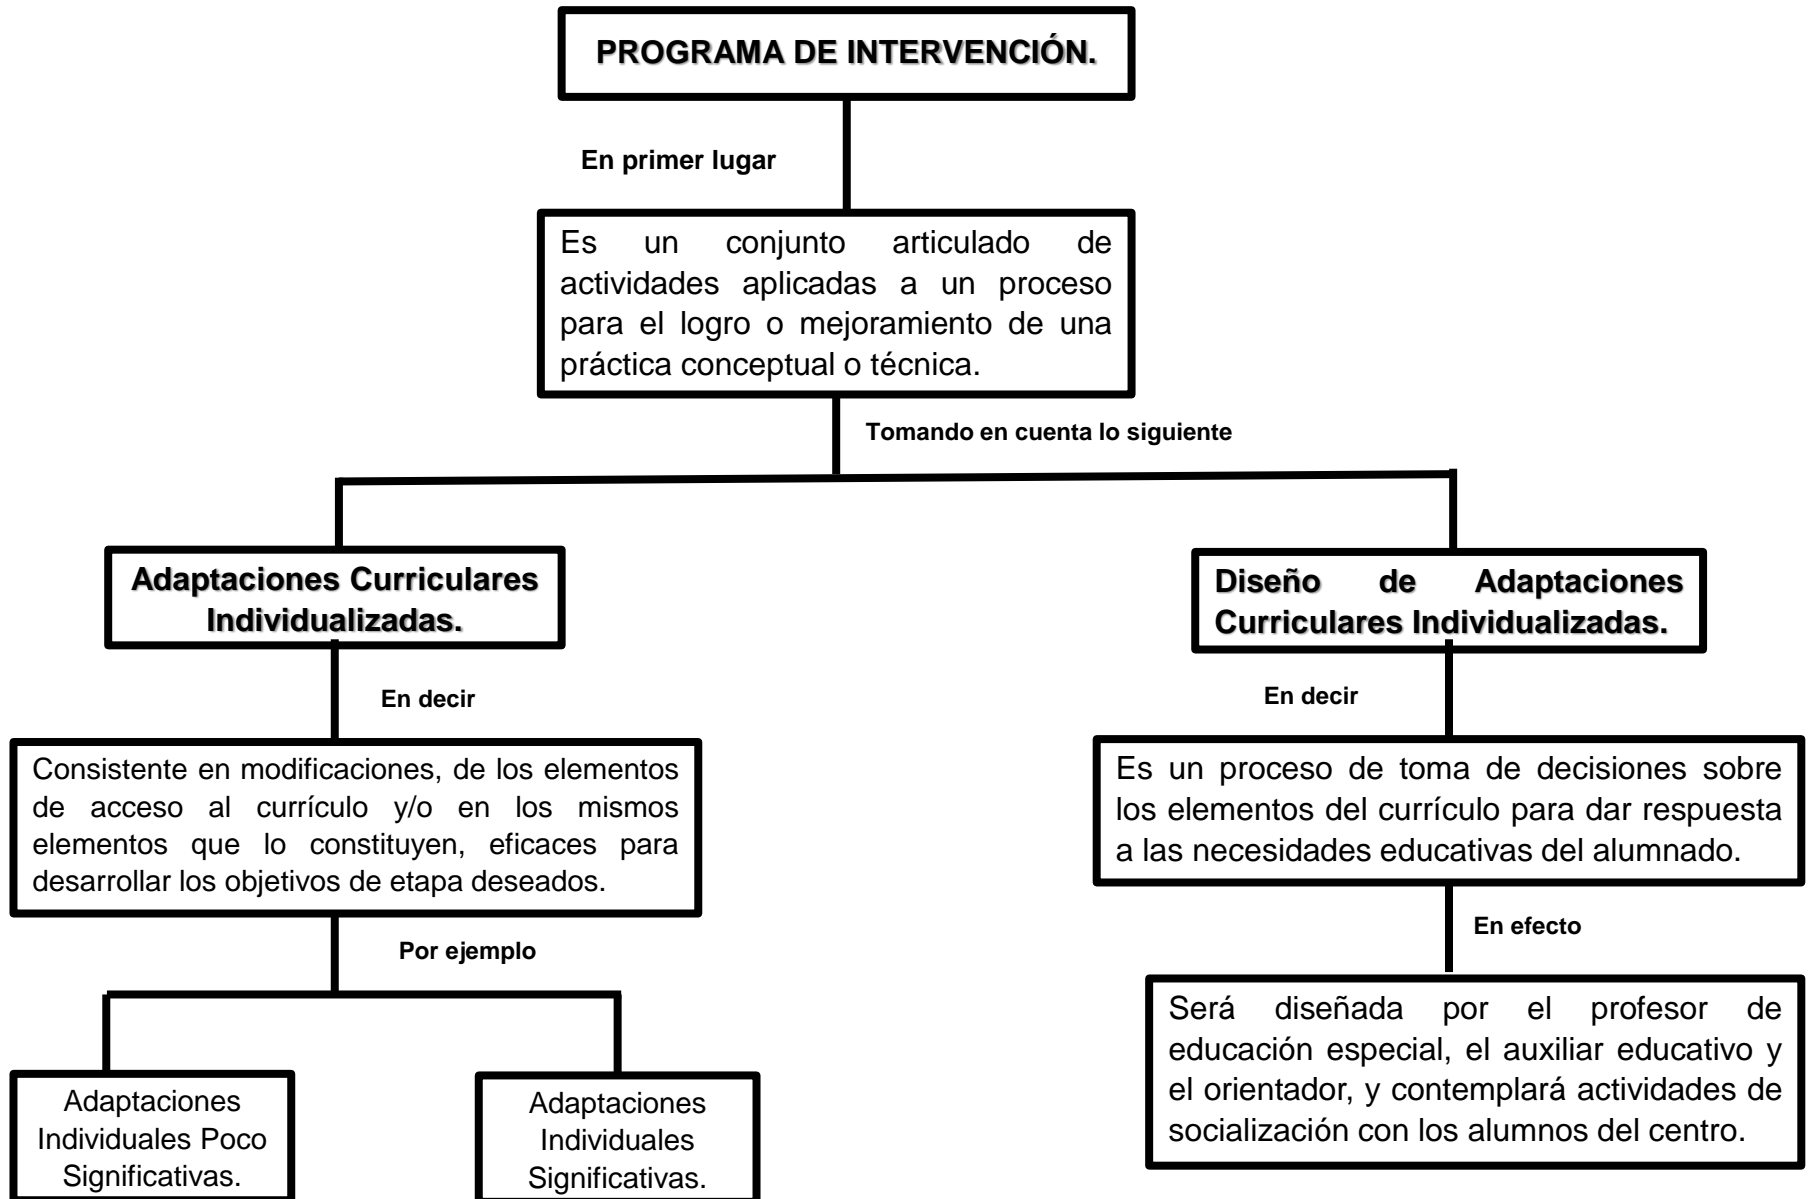 PROGRAMA DE INTERVENCIÓN.
En primer lugar
Es un conjunto articulado de
actividades aplicadas a un proceso
para el logro o mejoramiento de una
práctica conceptual o técnica.
Tomando en cuenta lo siguiente
Adaptaciones Curriculares
Individualizadas.
En decir
Consistente en modificaciones, de los elementos
de acceso al currículo y/o en los mismos
elementos que lo constituyen, eficaces para
desarrollar los objetivos de etapa deseados.
Por ejemplo
Adaptaciones
Individuales Poco
Significativas.
Adaptaciones
Individuales
Significativas.
Diseño de Adaptaciones
Curriculares Individualizadas.
En decir
Es un proceso de toma de decisiones sobre
los elementos del currículo para dar respuesta
a las necesidades educativas del alumnado.
En efecto
Será diseñada por el profesor de
educación especial, el auxiliar educativo y
el orientador, y contemplará actividades de
socialización con los alumnos del centro.